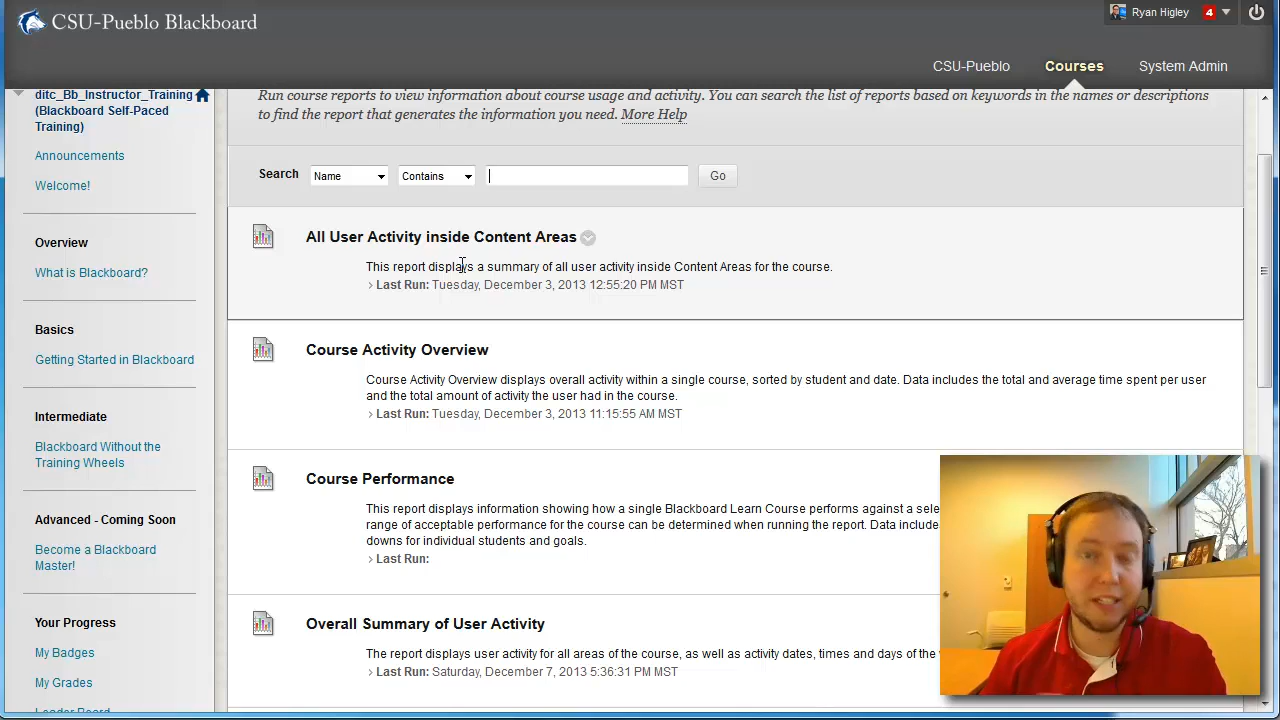 CSU-Pueblo Blackboard
Ryan Higley
4
CSU-Pueblo
Courses
System Admin
ditc_Bb_Instructor_Training
(Blackboard Self-Paced
Training)
Announcements
Welcome!
Overview
What is Blackboard?
Basics
Getting Started in Blackboard
Intermediate
Blackboard Without the
Training Wheels
Advanced - Coming Soon
Become a Blackboard
Master!
Your Progress
My Badges
My Grades
Run course reports to view information about course usage and activity. You can search the list of reports based on keywords in the names or descriptions
to find the report that generates the information you need. More Help
Search Name Contains Go
All User Activity inside Content Areas
This report displays a summary of all user activity inside Content Areas for the course.
Last Run: Tuesday, December 3, 2013 12:55:20 PM MST
Course Activity Overview
Course Activity Overview displays overall activity within a single course, sorted by student and date. Data includes the total and average time spent per user
and the total amount of activity the user had in the course.
Last Run: Tuesday, December 3, 2013 11:15:55 AM MST
Course Performance
This report displays information showing how a single Blackboard Learn Course performs against a sele
range of acceptable performance for the course can be determined when running the report. Data include
downs for individual students and goals.
Last Run:
Overall Summary of User Activity
The report displays user activity for all areas of the course, as well as activity dates, times and days of the
Last Run: Saturday, December 7, 2013 5:36:31 PM MST